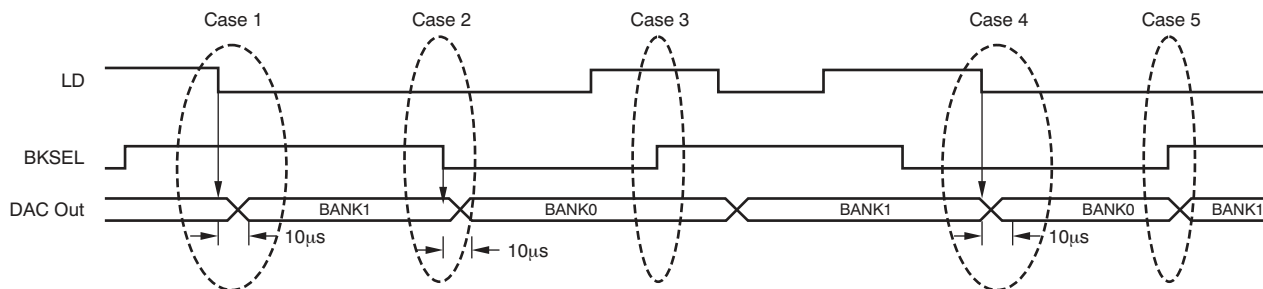 Case 1 Case 2 Case 3 Case 4 Case 5
LD
BKSEL
DAC Out BANK1 BANK0 BANK1 BANK0 BANK1
10μs 10μs 10μs